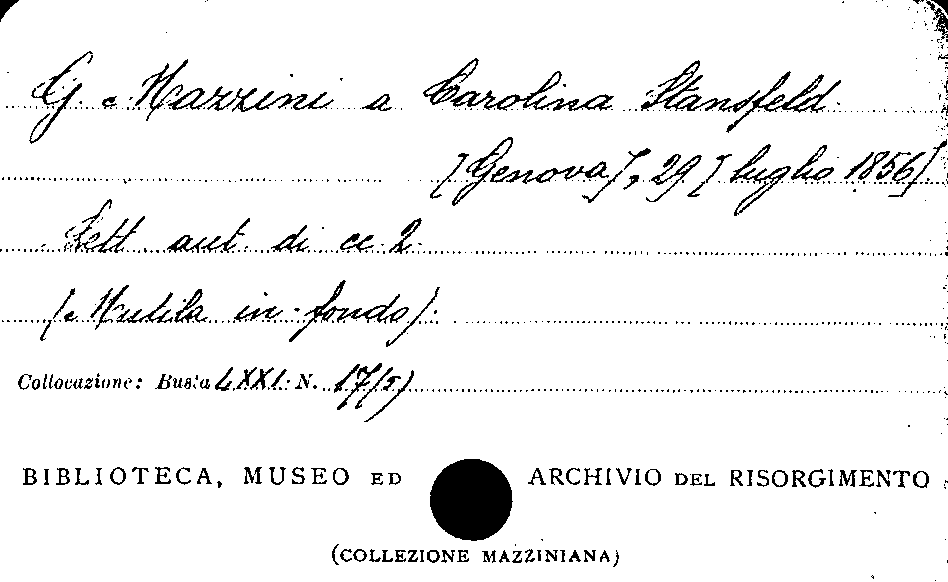 G. Mazzini a Carolina Stansfeld.
[Genova], 29 [luglio 1856].
Lett. aut. di cc. 2.
(Mutila in fondo).
Collocazione: Busta LXXI. N. 17(5)
BIBLIOTECA, MUSEO ED ARCHIVIO DEL RISORGIMENTO
(COLLEZIONE MAZZINIANA)